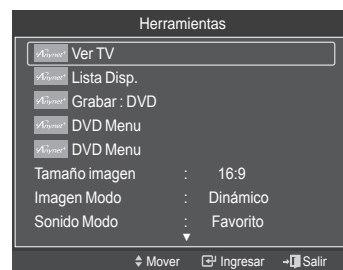 Herramientas
Anynet+ Ver TV
Anynet+ Lista Disp.
Anynet+ Grabar : DVD
Anynet+ DVD Menu
Anynet+ DVD Menu
Tamaño imagen : 16:9
Imagen Modo : Dinámico
Sonido Modo : Favorito
Mover Ingresar Salir